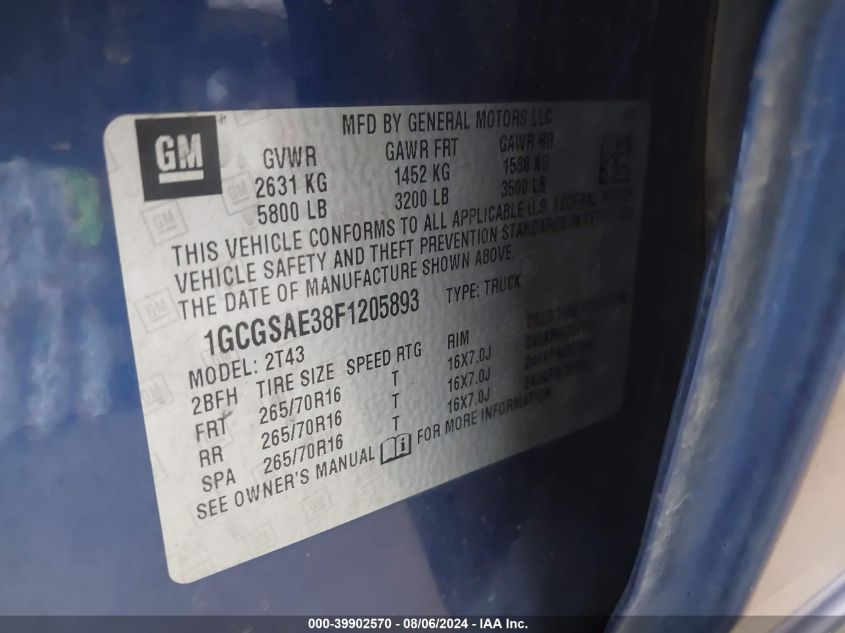 GM
MFD BY GENERAL MOTORS LLC
GVWR GAWR FRT GAWR RR
2631 KG 1452 KG 1588 KG
5800 LB 3200 LB 3500 LB
THIS VEHICLE CONFORMS TO ALL APPLICABLE U.S. FEDERAL MOTOR
VEHICLE SAFETY AND THEFT PREVENTION STANDARDS IN EFFECT ON
THE DATE OF MANUFACTURE SHOWN ABOVE.
1GCGSAE38F1205893 TYPE: TRUCK
MODEL: 2T43
2BFH TIRE SIZE SPEED RTG RIM COLD TIRE
FRT 265/70R16 T 16X7.0J
RR 265/70R16 T 16X7.0J
SPA 265/70R16 T 16X7.0J
SEE OWNER'S MANUAL FOR MORE INFORMATION
000-39902570 - 08/06/2024 - IAA Inc.